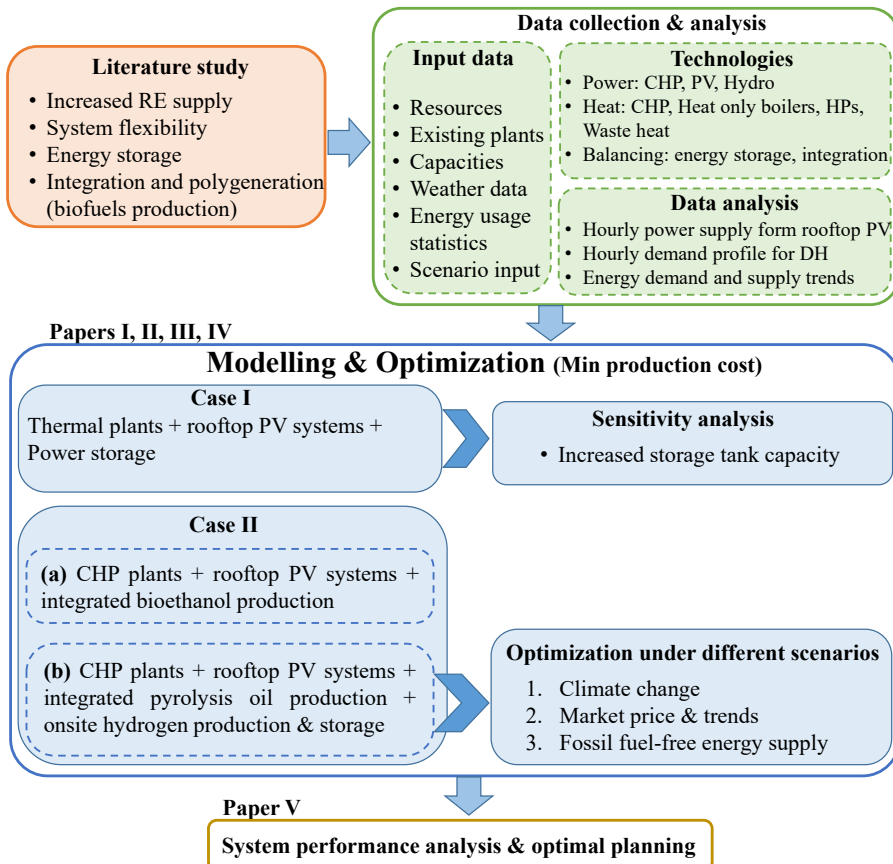 Literature study
• Increased RE supply
• System flexibility
• Energy storage
• Integration and polygeneration
(biofuels production)
Data collection & analysis
Input data
• Resources
• Existing plants
• Capacities
• Weather data
• Energy usage
statistics
• Scenario input
Technologies
• Power: CHP, PV, Hydro
• Heat: CHP, Heat only boilers, HPs,
Waste heat
• Balancing: energy storage, integration
Data analysis
• Hourly power supply form rooftop PV
• Hourly demand profile for DH
• Energy demand and supply trends
Papers I, II, III, IV
Modelling & Optimization (Min production cost)
Case I
Thermal plants + rooftop PV systems +
Power storage
Sensitivity analysis
• Increased storage tank capacity
Case II
(a) CHP plants + rooftop PV systems +
integrated bioethanol production
(b) CHP plants + rooftop PV systems +
integrated pyrolysis oil production +
onsite hydrogen production & storage
Optimization under different scenarios
1. Climate change
2. Market price & trends
3. Fossil fuel-free energy supply
Paper V
System performance analysis & optimal planning